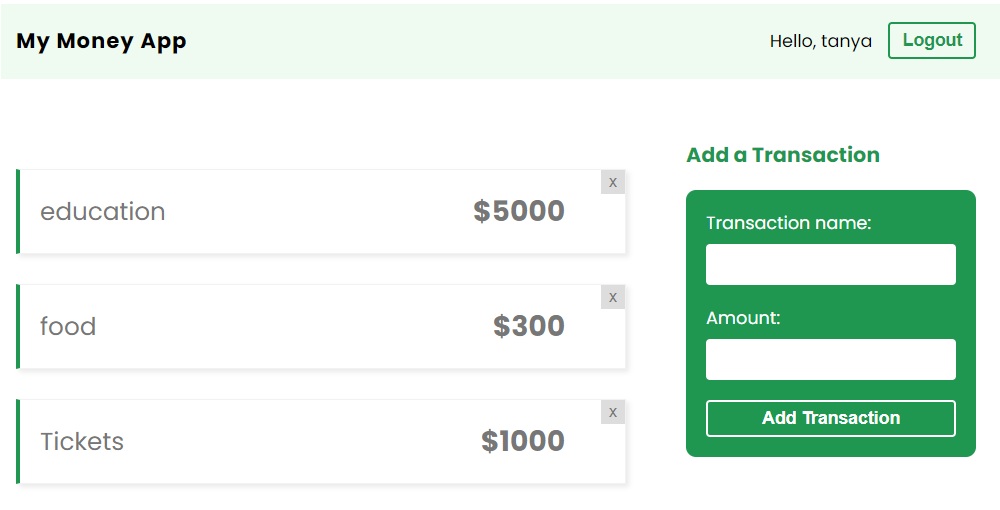 My Money App
Hello, tanya
Logout
x
education
$5000
x
food
$300
x
Tickets
$1000
Add a Transaction
Transaction name:
Amount:
Add Transaction